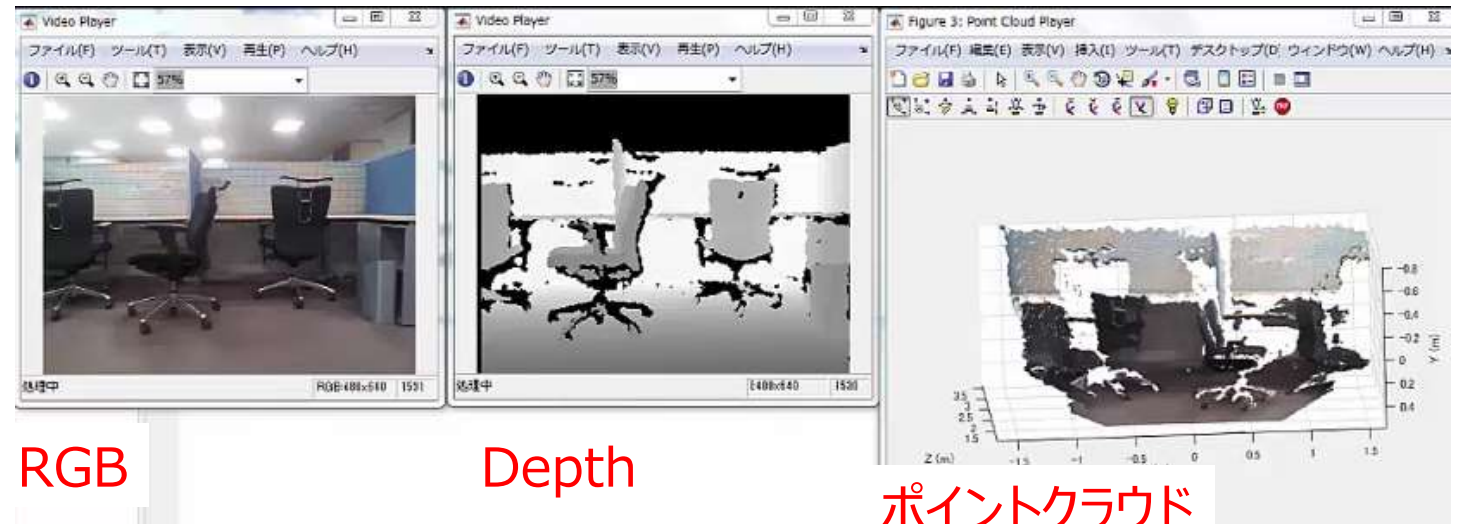 Video Player
ファイル(F) ツール(T) 表示(V) 再生(P) ヘルプ(H)
57%
処理中
RGB:480x640 1531
RGB
Video Player
ファイル(F) ツール(T) 表示(V) 再生(P) ヘルプ(H)
57%
処理中
I:480x640 1530
Depth
Figure 3: Point Cloud Player
ファイル(F) 編集(E) 表示(V) 挿入(I) ツール(T) デスクトップ(D) ウィンドウ(W) ヘルプ(H)
-0.8
-0.6
-0.4
-0.2
0
0.2
0.4
Y (m)
3.5
3
2.5
2
1.5
Z (m)
-1.5 -1 -0.5 0 0.5 1 1.5
ポイントクラウド